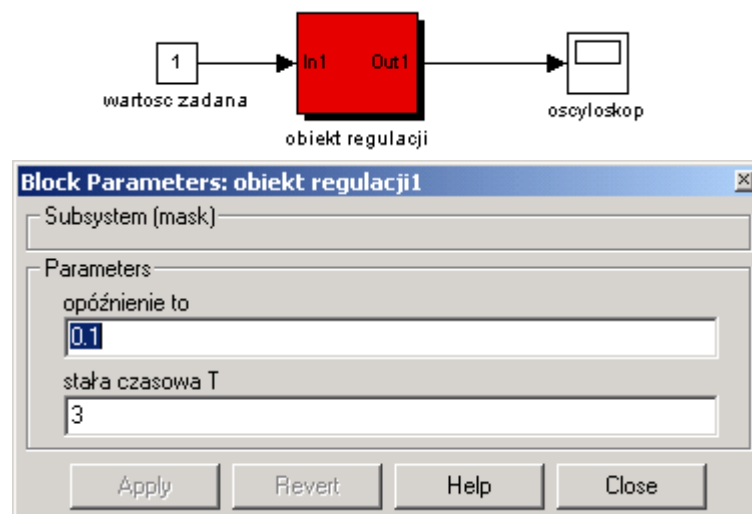 1
In1 Out1
wartosc zadana
oscyloskop
obiekt regulacji
Block Parameters: obiekt regulacji1
Subsystem (mask)
Parameters
opóźnienie to
0.1
stała czasowa T
3
Apply Revert Help Close